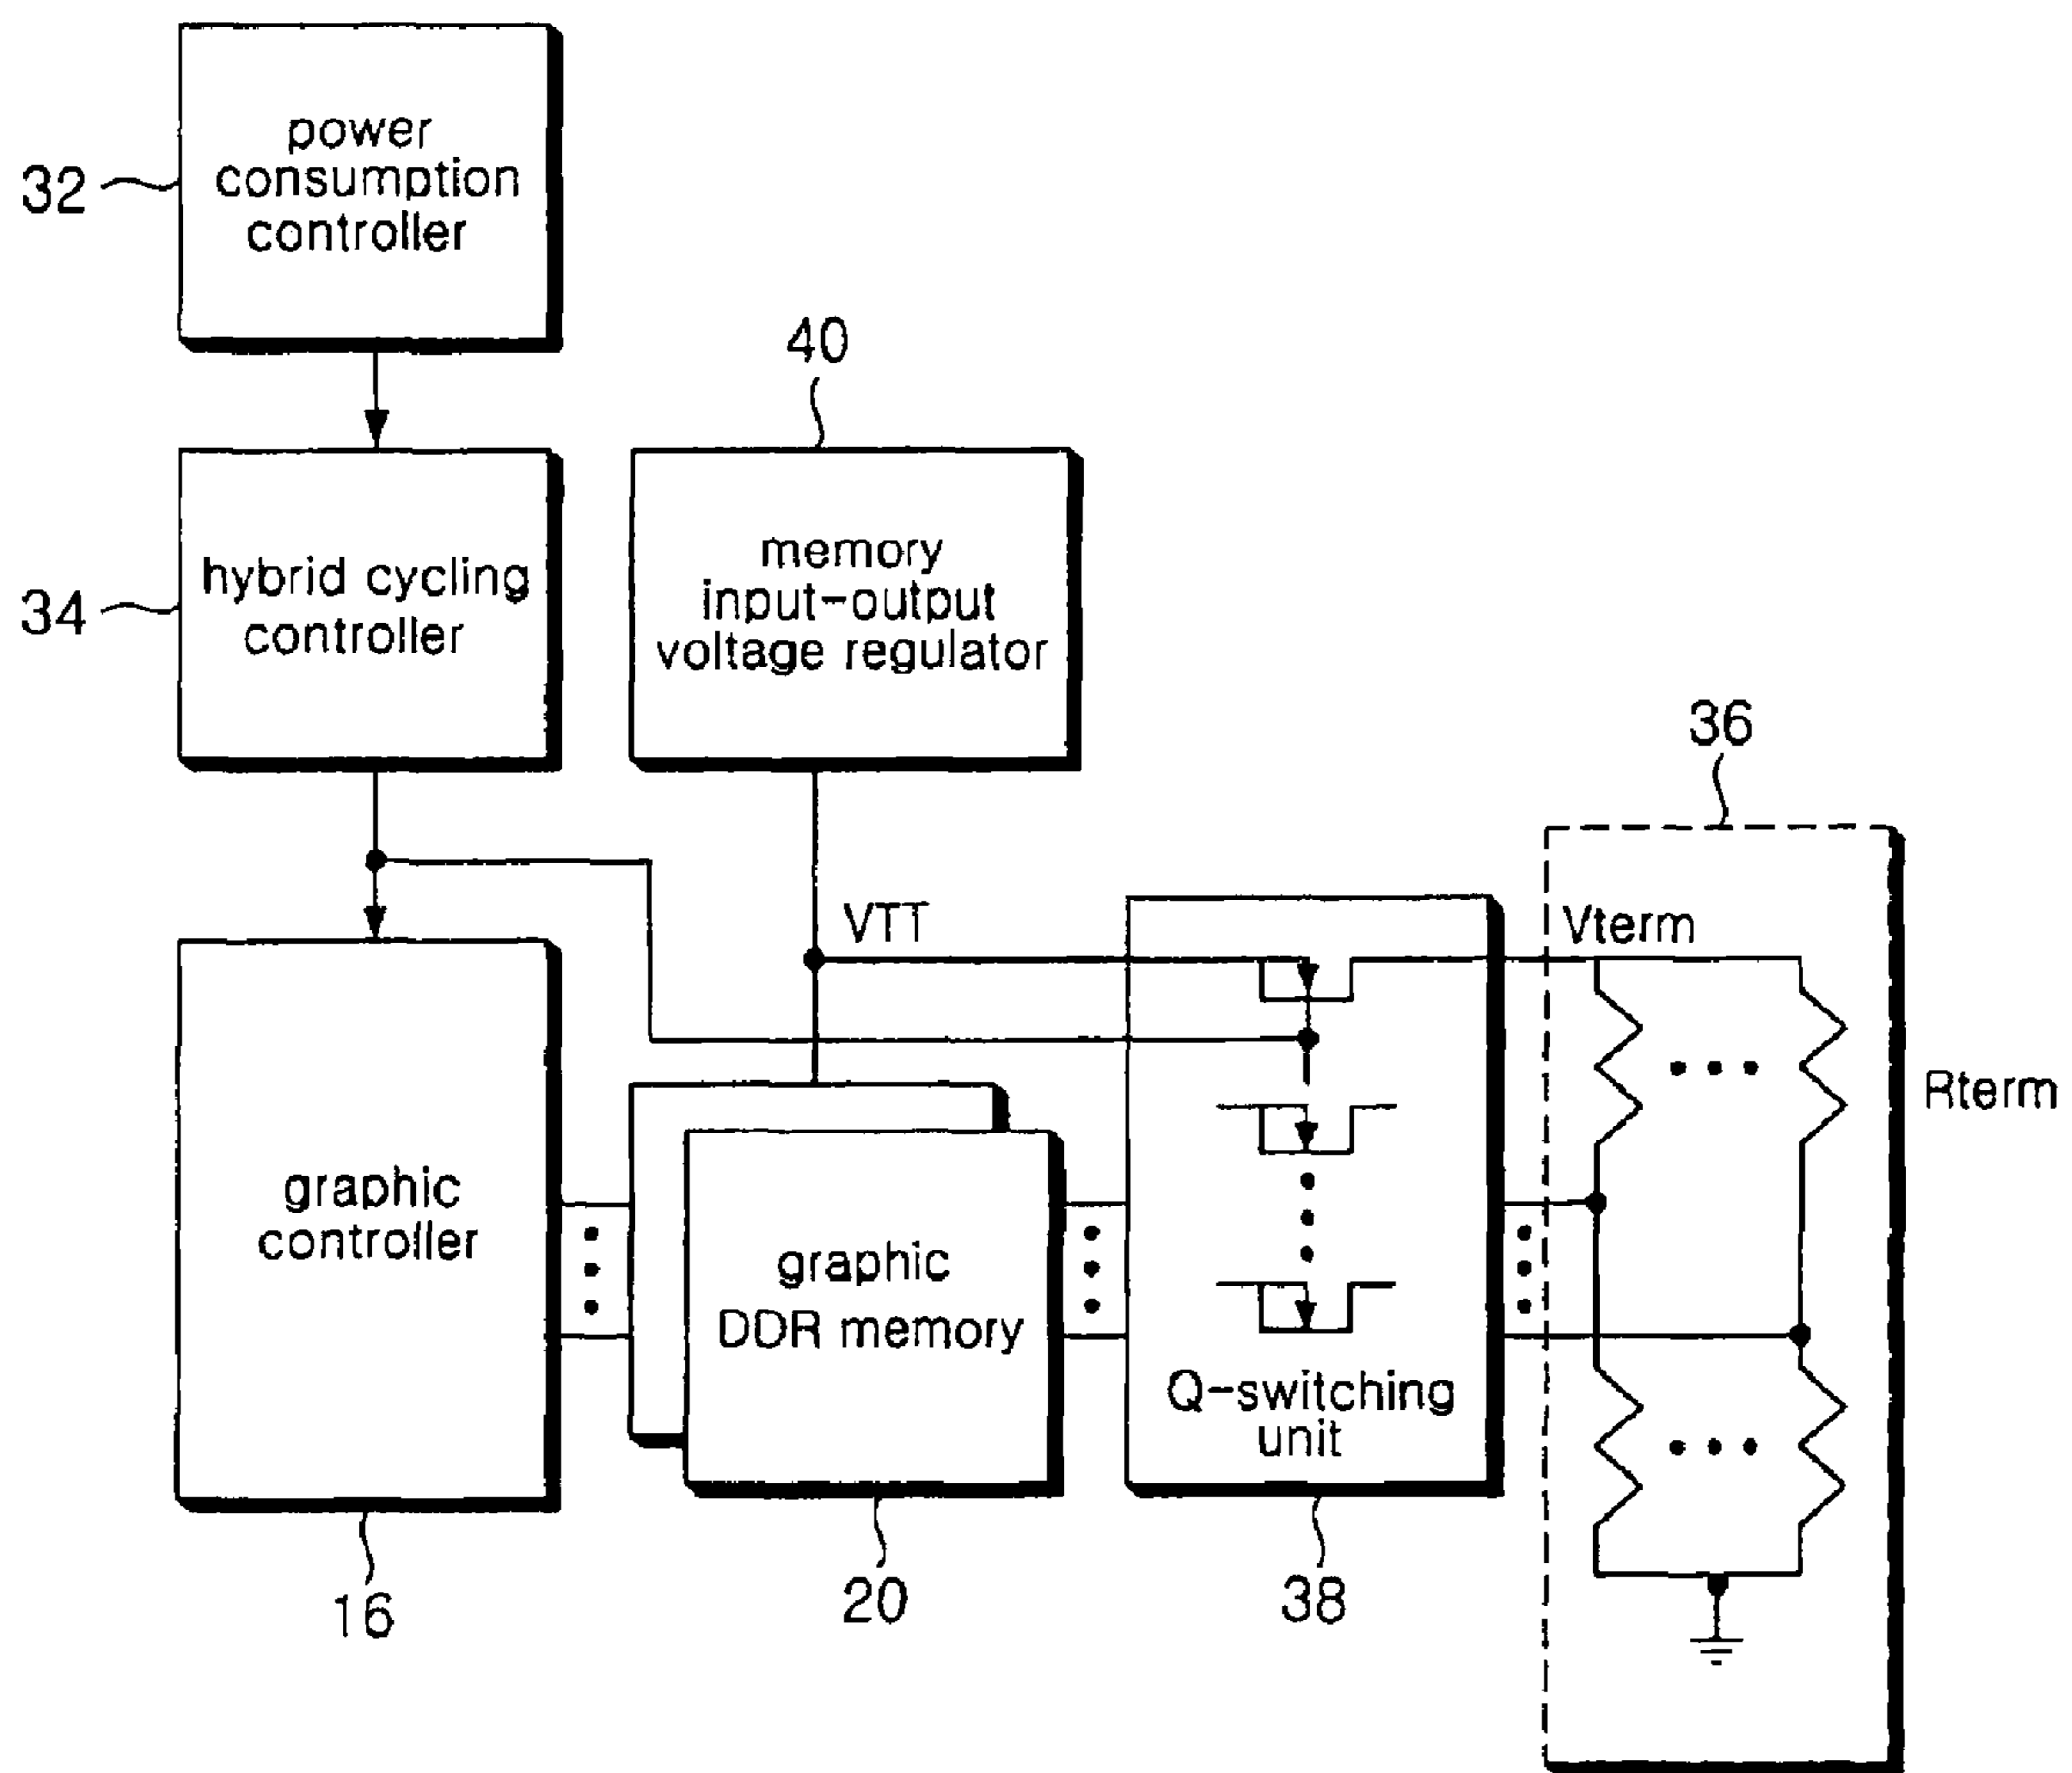 power
consumption
controller
32
40
hybrid cycling
controller
34
memory
input-output
voltage regulator
36
VTT
Vterm
Rterm
graphic
controller
graphic
DDR memory
Q-switching
unit
16
20
38